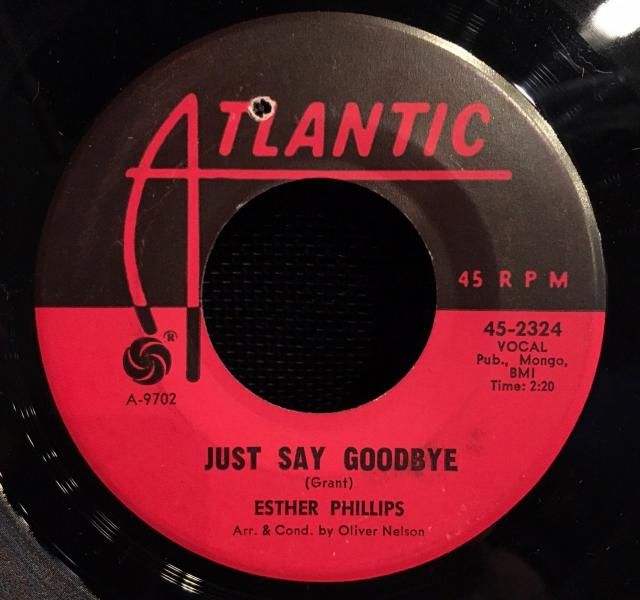 ATLANTIC
45 RPM
45-2324
VOCAL
Pub., Mongo,
BMI
Time: 2:20
®
A-9702
JUST SAY GOODBYE
(Grant)
ESTHER PHILLIPS
Arr. & Cond. by Oliver Nelson